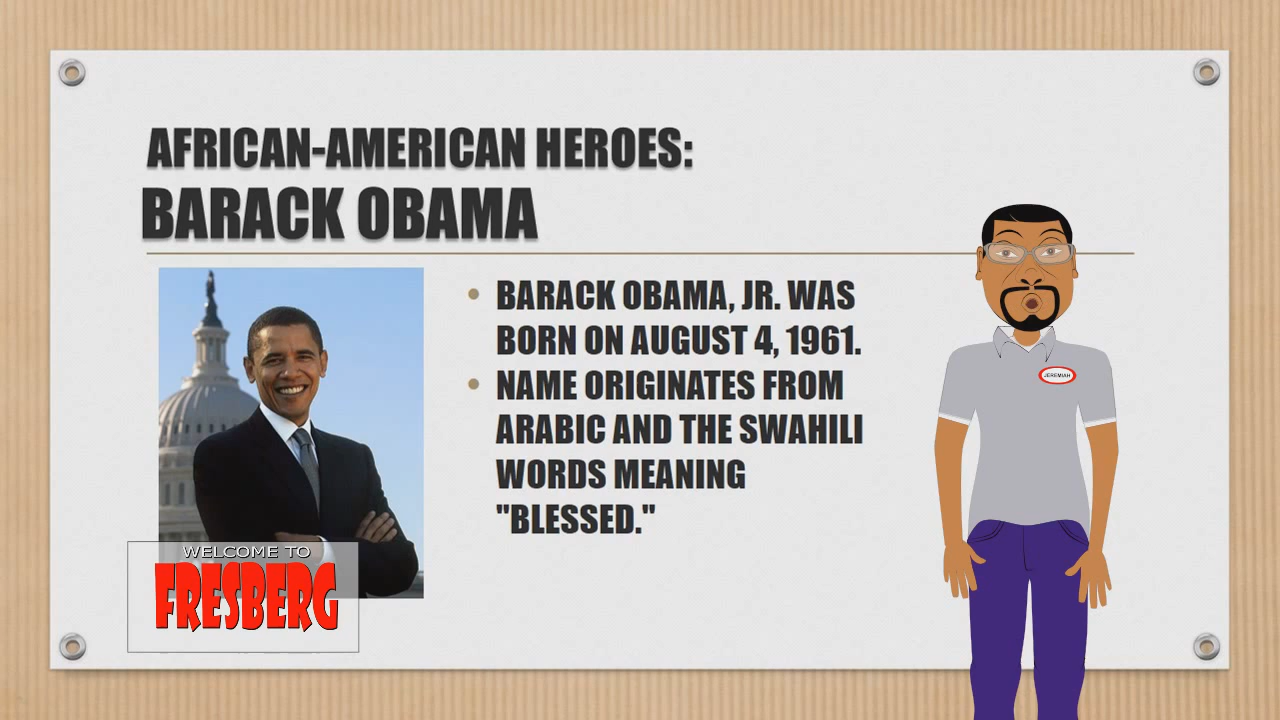 AFRICAN-AMERICAN HEROES:
BARACK OBAMA
• BARACK OBAMA, JR. WAS
BORN ON AUGUST 4, 1961.
• NAME ORIGINATES FROM
ARABIC AND THE SWAHILI
WORDS MEANING
"BLESSED."
JEREMIAH
WELCOME TO
FRESBERG